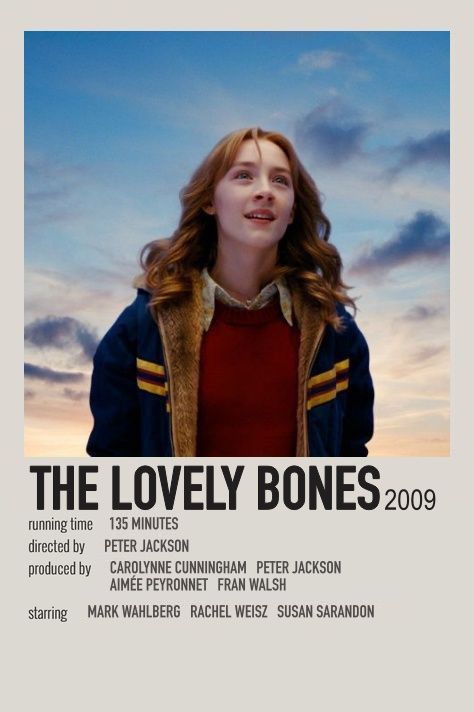 THE LOVELY BONES 2009
running time 135 MINUTES
directed by PETER JACKSON
produced by CAROLYNNE CUNNINGHAM PETER JACKSON
AIMÉE PEYRONNET FRAN WALSH
starring MARK WAHLBERG RACHEL WEISZ SUSAN SARANDON